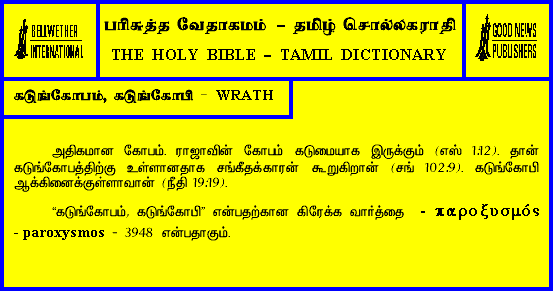 BELLWETHER
INTERNATIONAL
பரிசுத்த வேதாகமம் – தமிழ் சொல்லகராதி
THE HOLY BIBLE – TAMIL DICTIONARY
GOOD NEWS
PUBLISHERS
கடுங்கோபம், கடுங்கோபி - WRATH
அதிகமான கோபம். ராஜாவின் கோபம் கடுமையாக இருக்கும் (எஸ் 1:12). தான்
கடுங்கோபத்திற்கு உள்ளானதாக சங்கீதக்காரன் கூறுகிறான் (சங் 102:9). கடுங்கோபி
ஆக்கினைக்குள்ளாவான் (நீதி 19:19).
“கடுங்கோபம், கடுங்கோபி” என்பதற்கான கிரேக்க வார்த்தை - παροξυσμός
- paroxysmos - 3948 என்பதாகும்.